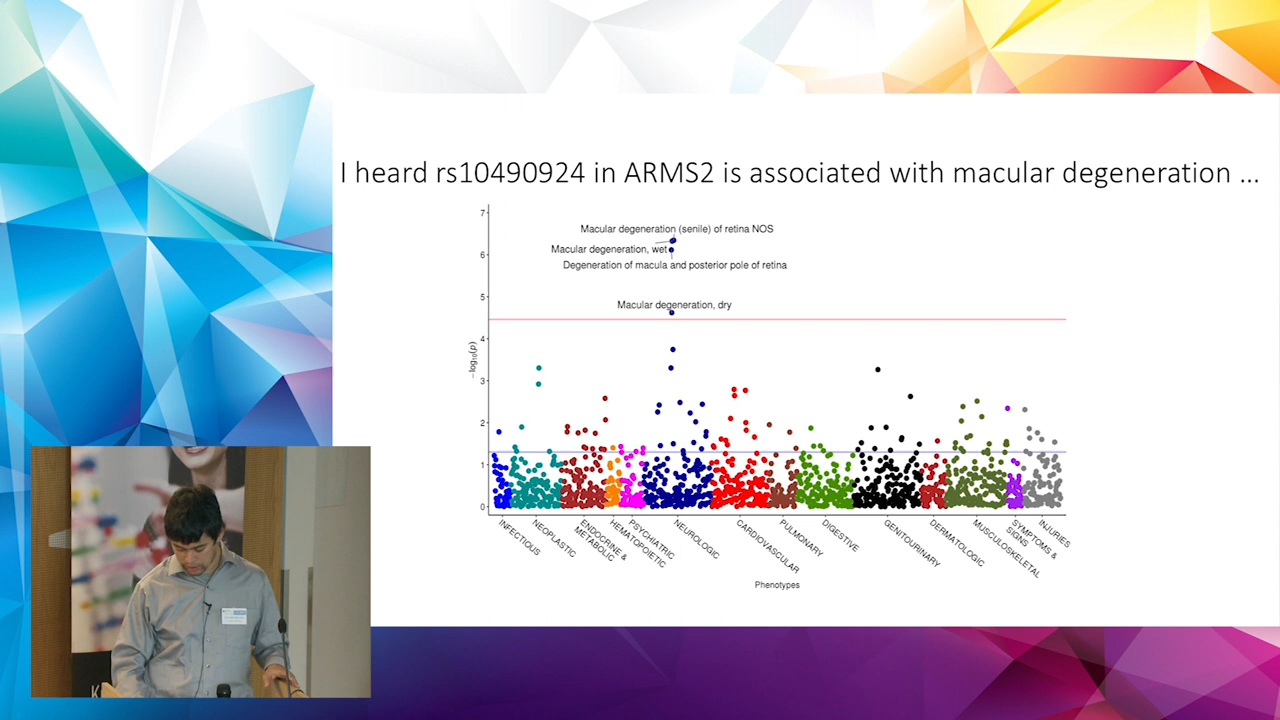 I heard rs10490924 in ARMS2 is associated with macular degeneration ...
7
6
5
4
3
2
1
0
−log10(p)
Macular degeneration (senile) of retina NOS
Macular degeneration, wet
Degeneration of macula and posterior pole of retina
Macular degeneration, dry
INFECTIOUS
NEOPLASTIC
ENDOCRINE &
METABOLIC
HEMATOPOIETIC
PSYCHIATRIC
NEUROLOGIC
CARDIOVASCULAR
PULMONARY
DIGESTIVE
GENITOURINARY
DERMATOLOGIC
MUSCULOSKELETAL
SYMPTOMS &
SIGNS
INJURIES
Phenotypes
K